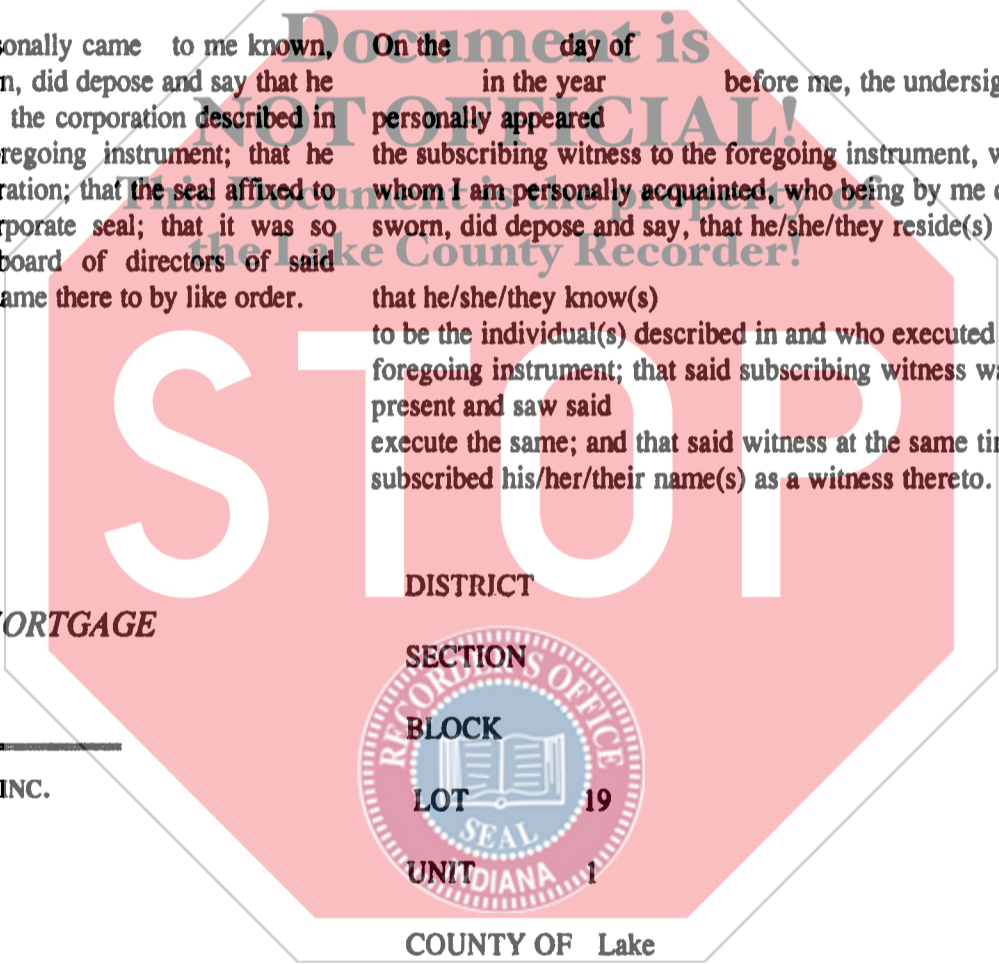 Document is
NOT OFFICIAL!
This Document is the property of
the Lake County Recorder!
STOP
sonally came to me known,
n, did depose and say that he
the corporation described in
regoing instrument; that he
ration; that the seal affixed to
rporate seal; that it was so
board of directors of said
ame there to by like order.
On the day of
in the year before me, the undersig
personally appeared
the subscribing witness to the foregoing instrument, w
whom I am personally acquainted, who being by me d
sworn, did depose and say, that he/she/they reside(s)
that he/she/they know(s)
to be the individual(s) described in and who executed
foregoing instrument; that said subscribing witness wa
present and saw said
execute the same; and that said witness at the same tim
subscribed his/her/their name(s) as a witness thereto.
ORTGAGE
INC.
DISTRICT
SECTION
BLOCK
LOT 19
UNIT 1
COUNTY OF Lake
RECORDER'S OFFICE
SEAL
INDIANA